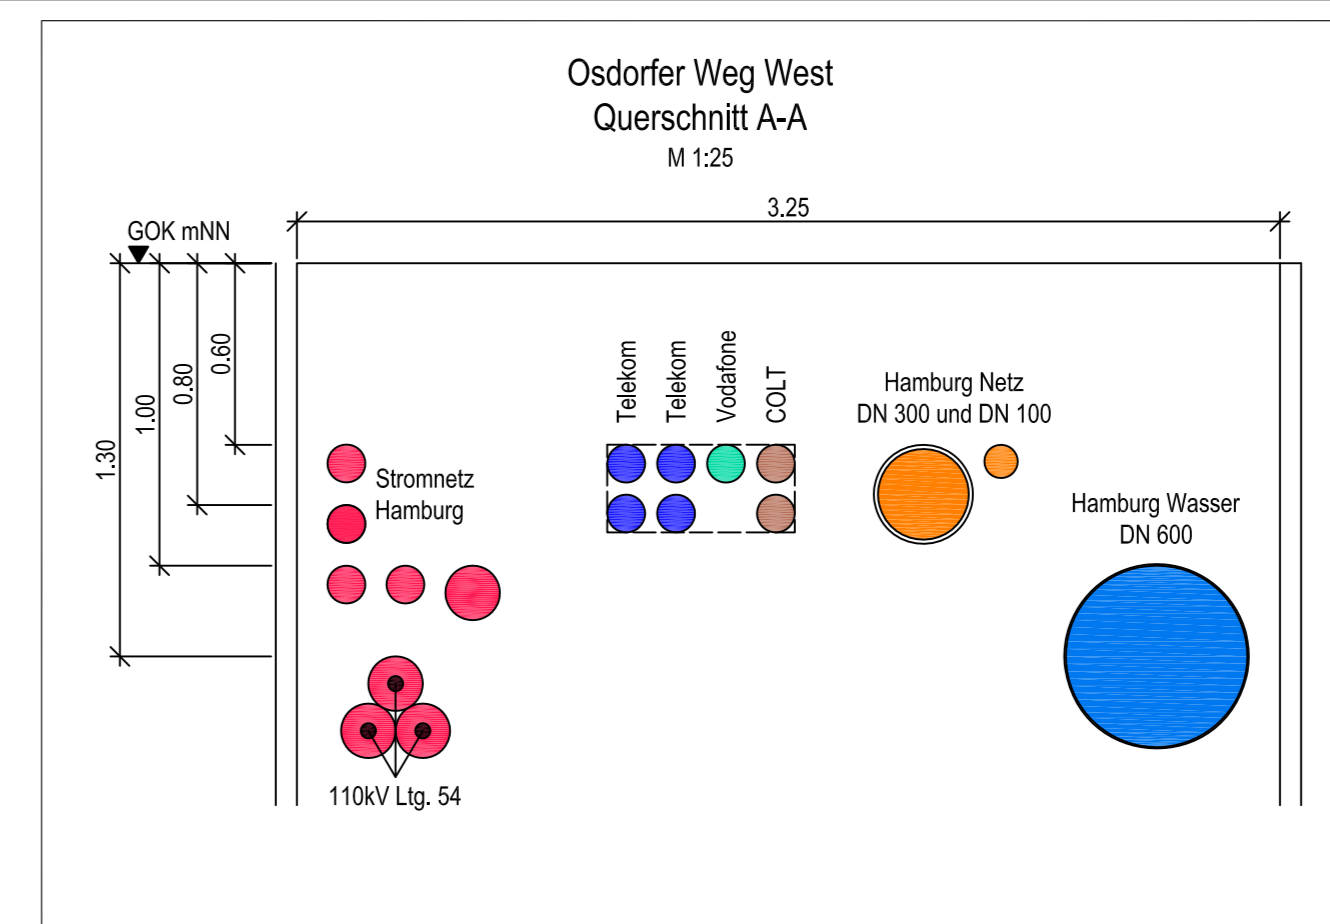 Osdorfer Weg West
Querschnitt A-A
M 1:25
3.25
GOK mNN
1.30
1.00
0.80
0.60
Telekom
Telekom
Vodafone
COLT
Hamburg Netz
DN 300 und DN 100
Stromnetz
Hamburg
Hamburg Wasser
DN 600
110kV Ltg. 54